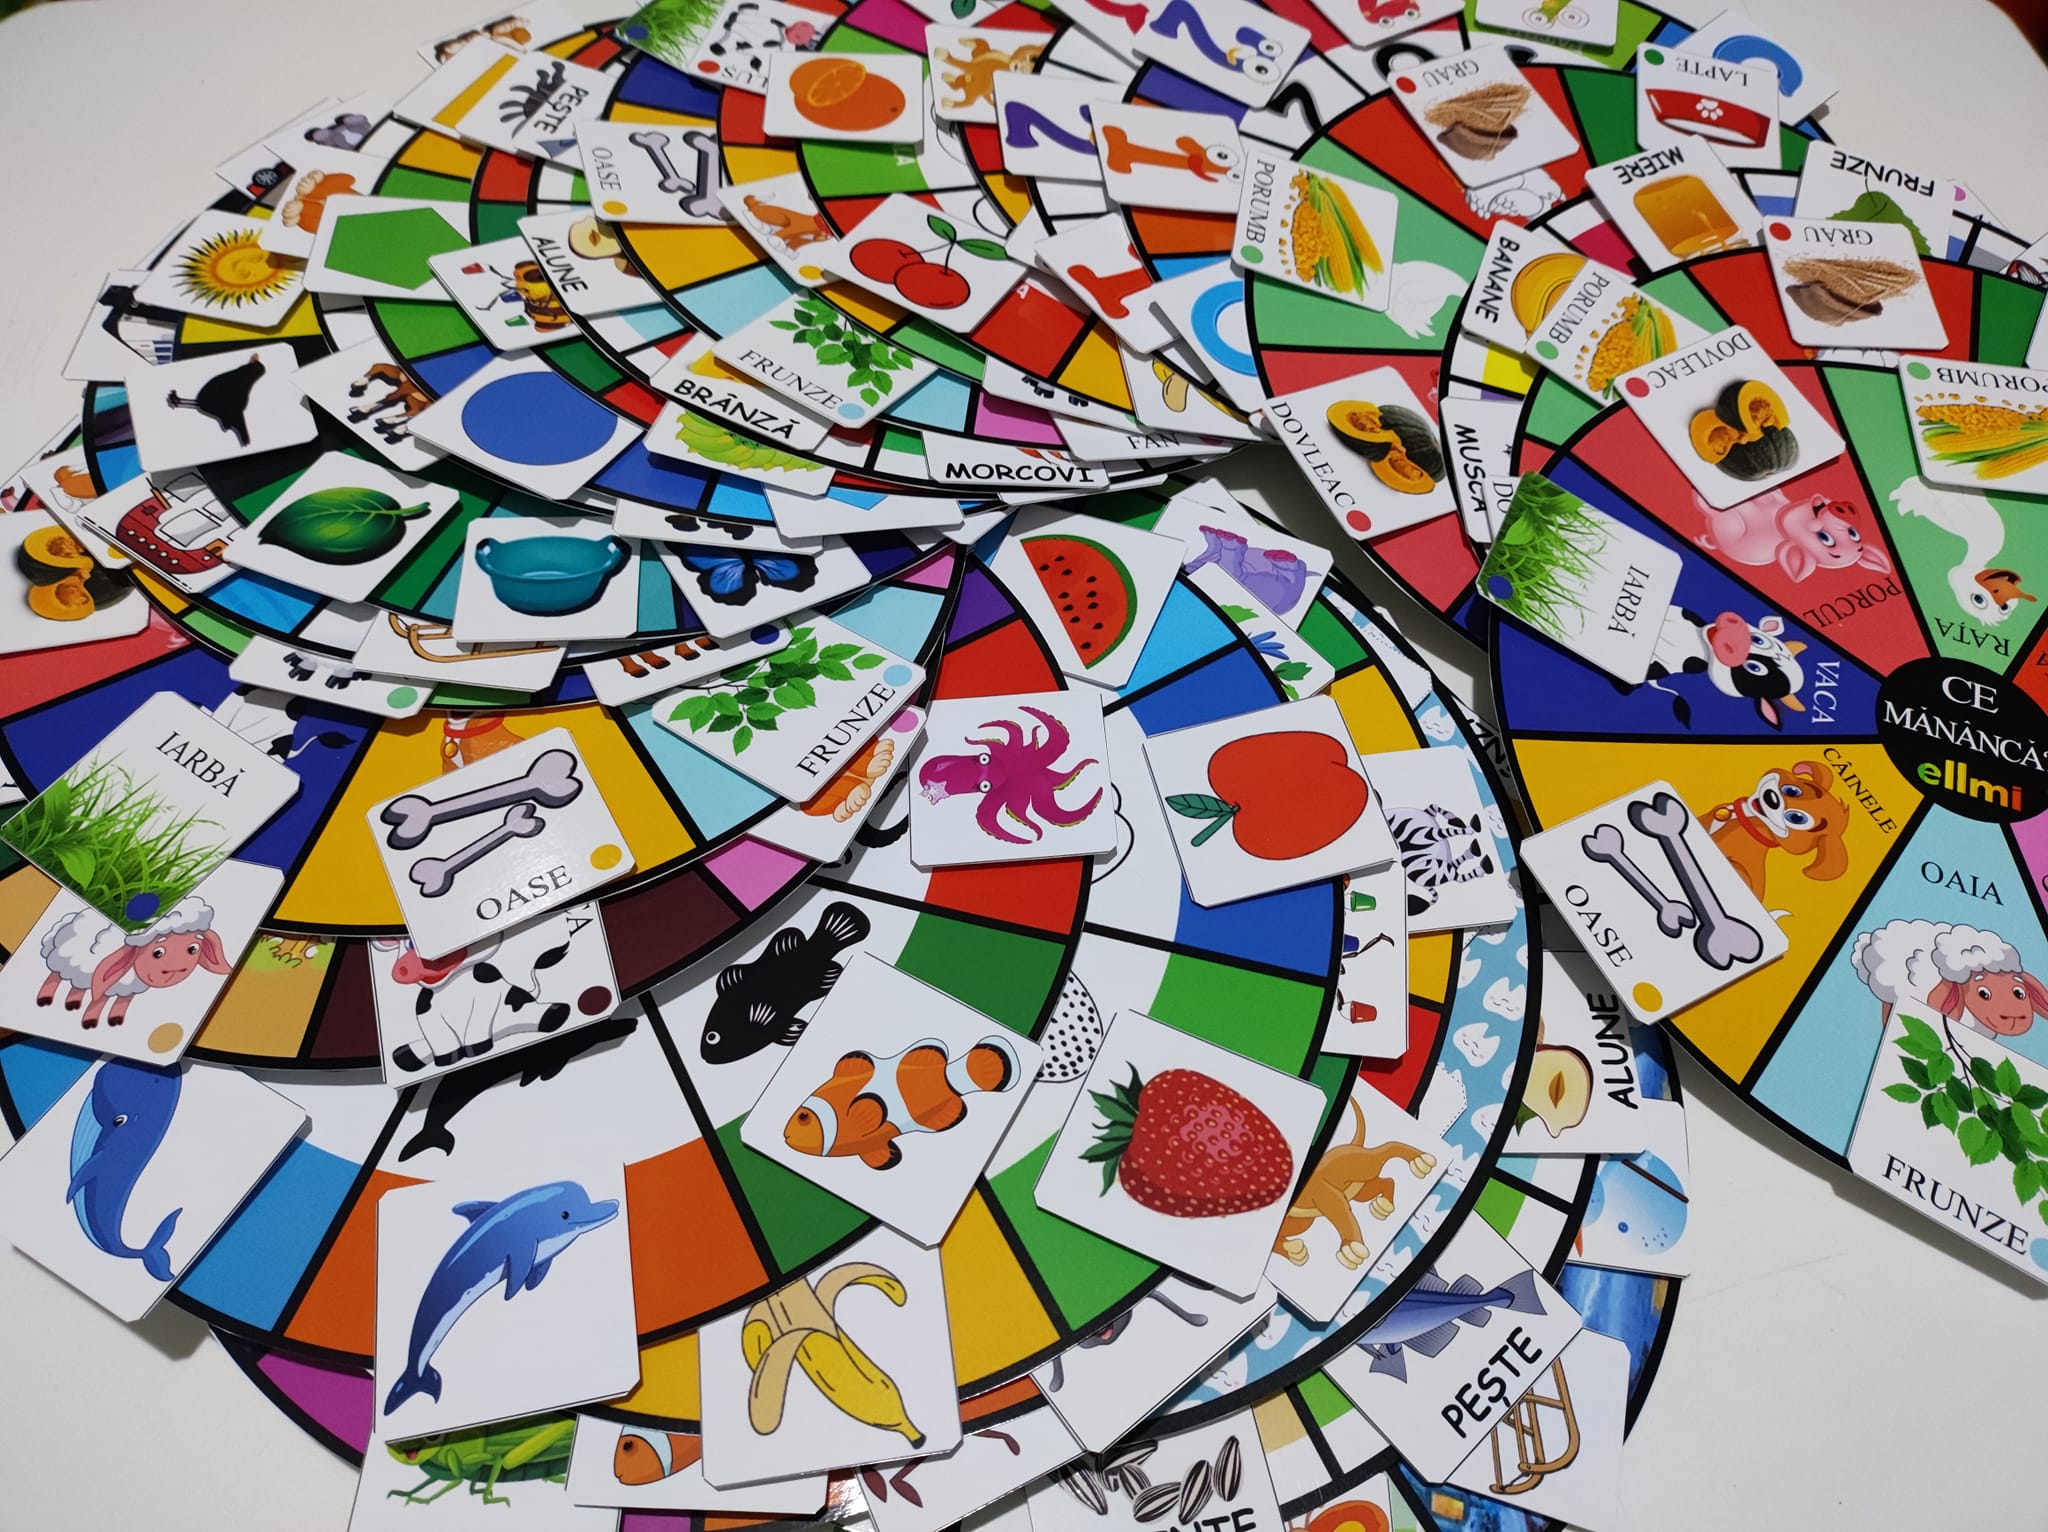 PEȘTE
OASE
ALUNE
BRÂNZĂ
FRUNZE
MORCOVI
FÂN
GRÂU
LAPTE
MIERE
FRUNZE
PORUMB
GRÂU
BANANE
PORUMB
DOVLEAC
PORUMB
DOVLEAC
MUSCĂ
IARBĂ
PORCUL
RAȚA
VACA
CE
MĂNÂNCĂ?
ellmi
CÂINELE
OAIA
OASE
FRUNZE
FRUNZE
IARBĂ
OASE
ALUNE
PEȘTE